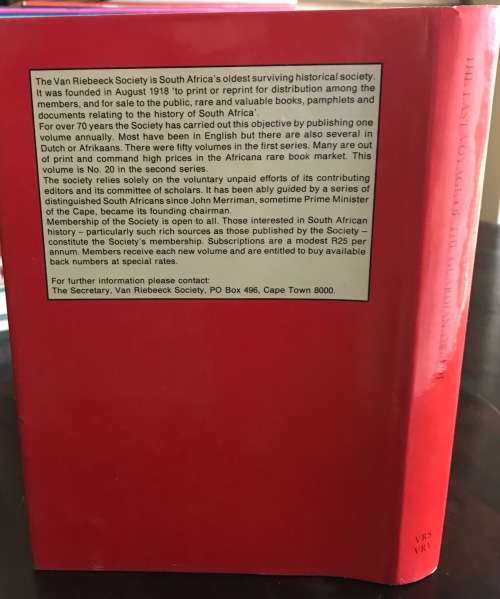 The Van Riebeeck Society is South Africa's oldest surviving historical society.
It was founded in August 1918 'to print or reprint for distribution among the
members, and for sale to the public, rare and valuable books, pamphlets and
documents relating to the history of South Africa'.
For over 70 years the Society has carried out this objective by publishing one
volume annually. Most have been in English but there are also several in
Dutch or Afrikaans. There were fifty volumes in the first series. Many are out
of print and command high prices in the Africana rare book market. This
volume is No. 20 in the second series.
The society relies solely on the voluntary unpaid efforts of its contributing
editors and its committee of scholars. It has been ably guided by a series of
distinguished South Africans since John Merriman, sometime Prime Minister
of the Cape, became its founding chairman.
Membership of the Society is open to all. Those interested in South African
history – particularly such rich sources as those published by the Society –
constitute the Society's membership. Subscriptions are a modest R25 per
annum. Members receive each new volume and are entitled to buy available
back numbers at special rates.
For further information please contact:
The Secretary, Van Riebeeck Society, PO Box 496, Cape Town 8000.
THE LAST VOYAGE OF THE GUARDIAN
VRS
VRV